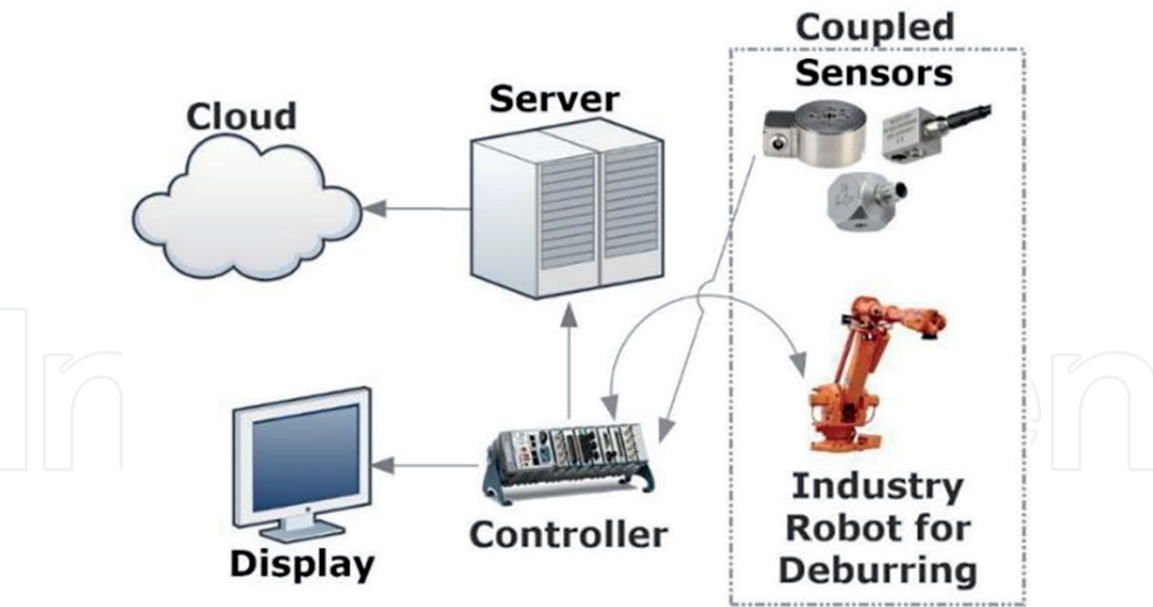 Coupled
Sensors
Server
Cloud
Controller
Display
Industry
Robot for
Deburring